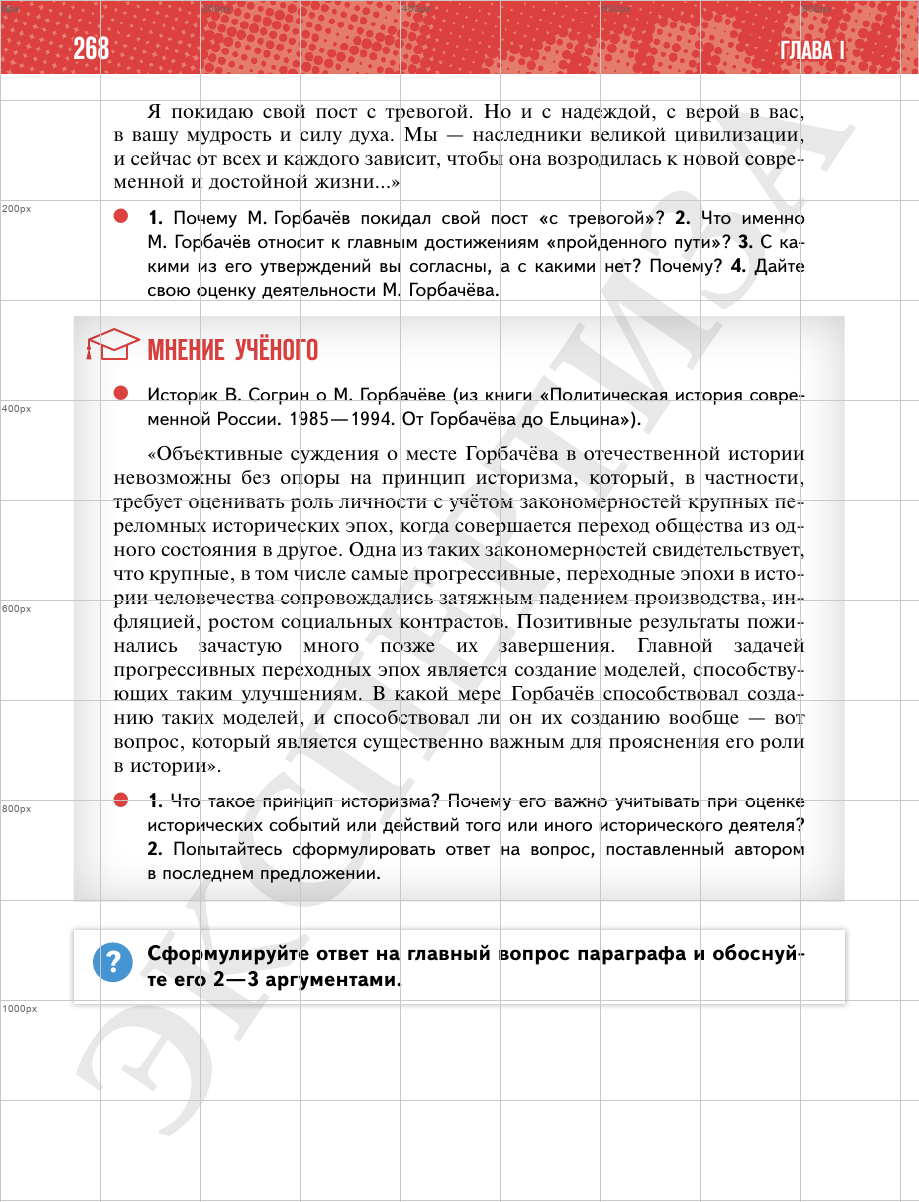 268
ГЛАВА I
Я покидаю свой пост с тревогой. Но и с надеждой, с верой в вас,
в вашу мудрость и силу духа. Мы — наследники великой цивилизации,
и сейчас от всех и каждого зависит, чтобы она возродилась к новой совре-
менной и достойной жизни...»
1. Почему М. Горбачёв покидал свой пост «с тревогой»? 2. Что именно
М. Горбачёв относит к главным достижениям «пройденного пути»? 3. С ка-
кими из его утверждений вы согласны, а с какими нет? Почему? 4. Дайте
свою оценку деятельности М. Горбачёва.
МНЕНИЕ УЧЁНОГО
Историк В. Согрин о М. Горбачёве (из книги «Политическая история совре-
менной России. 1985—1994. От Горбачёва до Ельцина»).
«Объективные суждения о месте Горбачёва в отечественной истории
невозможны без опоры на принцип историзма, который, в частности,
требует оценивать роль личности с учётом закономерностей крупных пе-
реломных исторических эпох, когда совершается переход общества из од-
ного состояния в другое. Одна из таких закономерностей свидетельствует,
что крупные, в том числе самые прогрессивные, переходные эпохи в исто-
рии человечества сопровождались затяжным падением производства, ин-
фляцией, ростом социальных контрастов. Позитивные результаты пожи-
нались зачастую много позже их завершения. Главной задачей
прогрессивных переходных эпох является создание моделей, способству-
ющих таким улучшениям. В какой мере Горбачёв способствовал созда-
нию таких моделей, и способствовал ли он их созданию вообще — вот
вопрос, который является существенно важным для прояснения его роли
в истории».
1. Что такое принцип историзма? Почему его важно учитывать при оценке
исторических событий или действий того или иного исторического деятеля?
2. Попытайтесь сформулировать ответ на вопрос, поставленный автором
в последнем предложении.
? Сформулируйте ответ на главный вопрос параграфа и обоснуй-
те его 2—3 аргументами.
ЭКСПЕРТИЗА
200px
400px
600px
800px
1000px